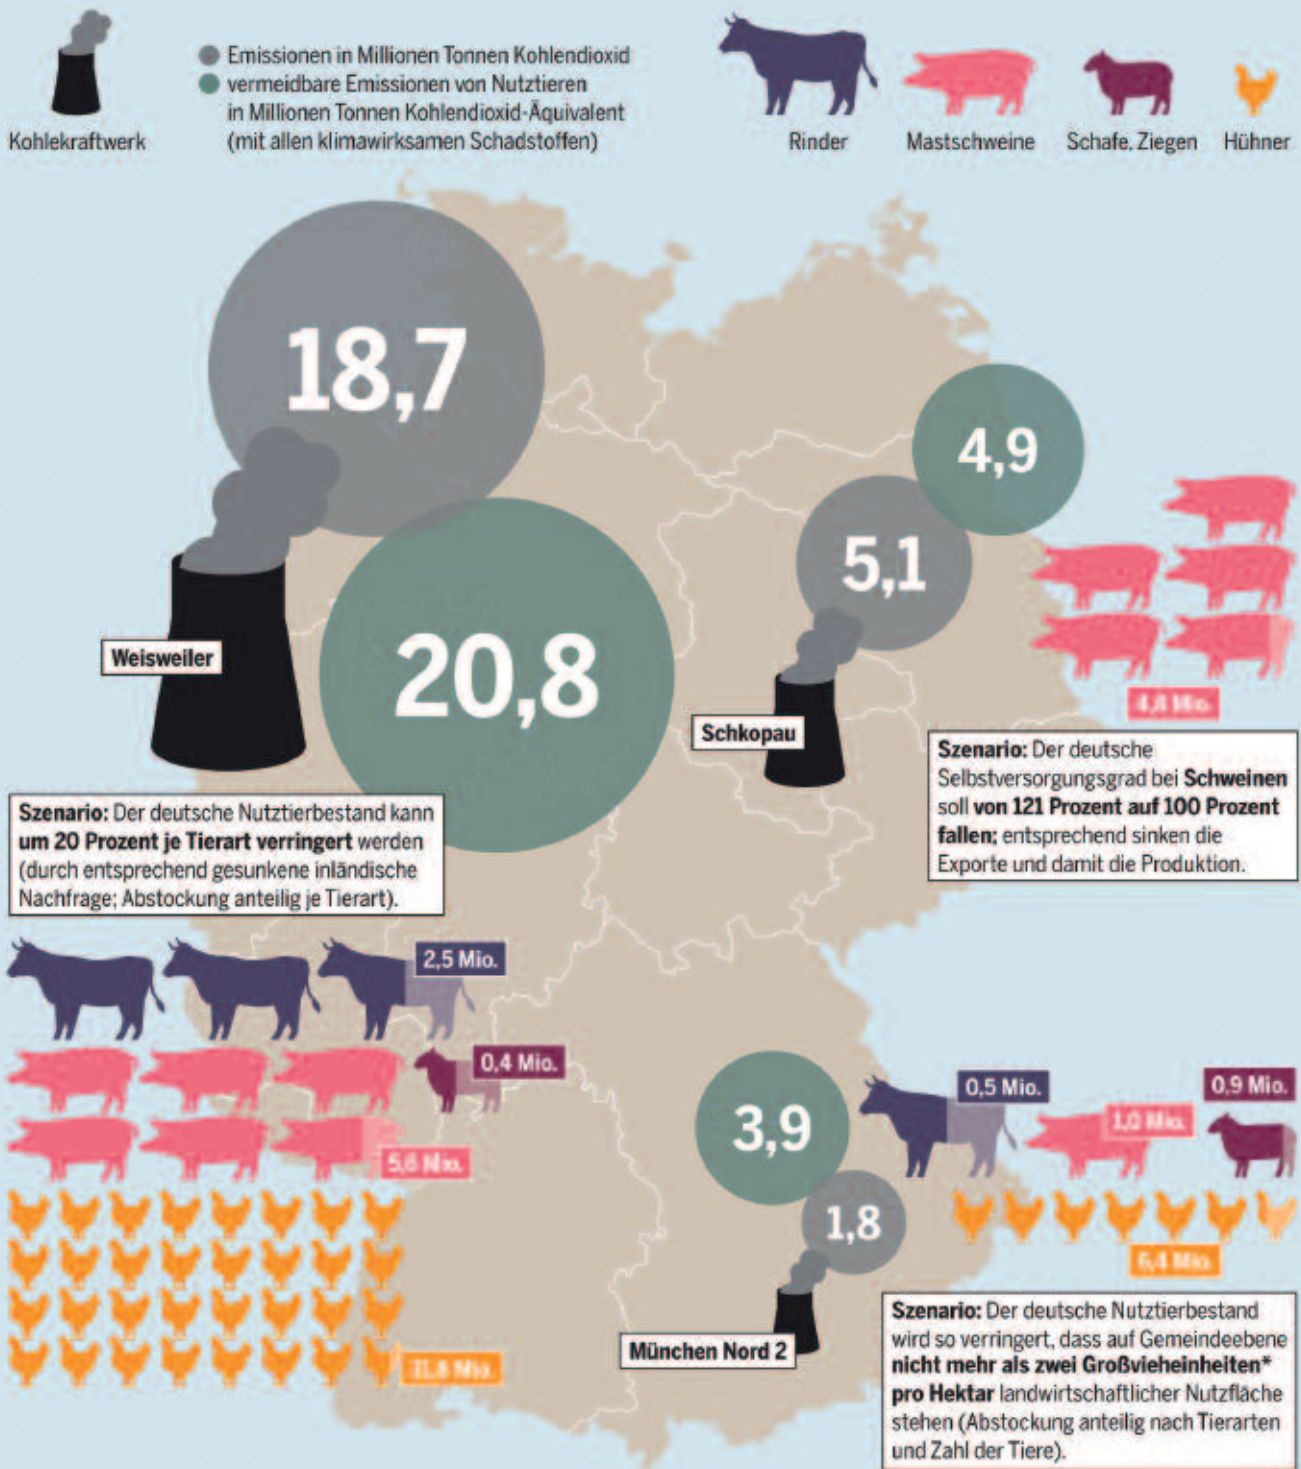 Kohlekraftwerk
Emissionen in Millionen Tonnen Kohlendioxid
vermeidbare Emissionen von Nutztieren
in Millionen Tonnen Kohlendioxid-Äquivalent
(mit allen klimawirksamen Schadstoffen)
Rinder
Mastschweine
Schafe, Ziegen
Hühner
18,7
20,8
Weisweiler
Szenario: Der deutsche Nutztierbestand kann
um 20 Prozent je Tierart verringert werden
(durch entsprechend gesunkene inländische
Nachfrage; Abstockung anteilig je Tierart).
2,5 Mio.
0,4 Mio.
5,6 Mio.
31,8 Mio.
4,9
5,1
Schkopau
4,8 Mio.
Szenario: Der deutsche
Selbstversorgungsgrad bei Schweinen
soll von 121 Prozent auf 100 Prozent
fallen; entsprechend sinken die
Exporte und damit die Produktion.
3,9
1,8
München Nord 2
0,5 Mio.
1,0 Mio.
0,9 Mio.
6,4 Mio.
Szenario: Der deutsche Nutztierbestand
wird so verringert, dass auf Gemeindeebene
nicht mehr als zwei Großvieheinheiten*
pro Hektar landwirtschaftlicher Nutzfläche
stehen (Abstockung anteilig nach Tierarten
und Zahl der Tiere).